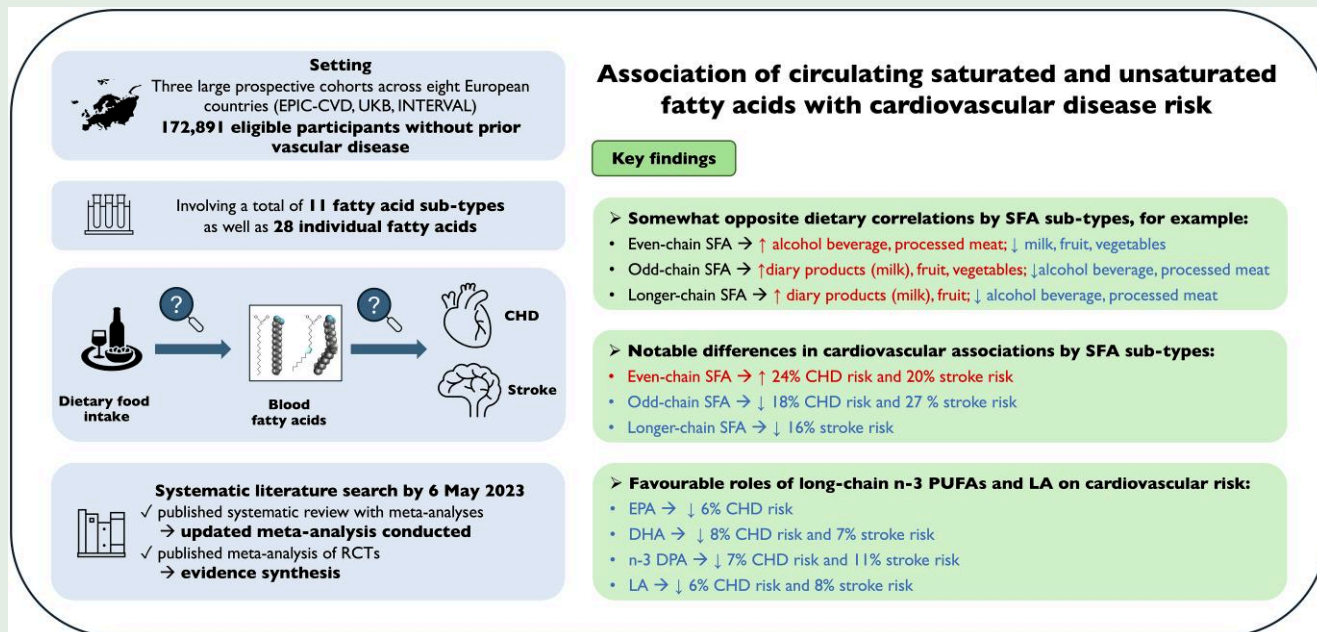 Setting
Three large prospective cohorts across eight European
countries (EPIC-CVD, UKB, INTERVAL)
172,891 eligible participants without prior
vascular disease
Involving a total of 11 fatty acid sub-types
as well as 28 individual fatty acids
?
?
CHD
Stroke
Dietary food
intake
Blood
fatty acids
Systematic literature search by 6 May 2023
✓ published systematic review with meta-analyses
→ updated meta-analysis conducted
✓ published meta-analysis of RCTs
→ evidence synthesis
Association of circulating saturated and unsaturated
fatty acids with cardiovascular disease risk
Key findings
➢ Somewhat opposite dietary correlations by SFA sub-types, for example:
• Even-chain SFA → ↑ alcohol beverage, processed meat; ↓ milk, fruit, vegetables
• Odd-chain SFA → ↑diary products (milk), fruit, vegetables; ↓alcohol beverage, processed meat
• Longer-chain SFA → ↑ diary products (milk), fruit; ↓ alcohol beverage, processed meat
➢ Notable differences in cardiovascular associations by SFA sub-types:
• Even-chain SFA → ↑ 24% CHD risk and 20% stroke risk
• Odd-chain SFA → ↓ 18% CHD risk and 27 % stroke risk
• Longer-chain SFA → ↓ 16% stroke risk
➢ Favourable roles of long-chain n-3 PUFAs and LA on cardiovascular risk:
• EPA → ↓ 6% CHD risk
• DHA → ↓ 8% CHD risk and 7% stroke risk
• n-3 DPA → ↓ 7% CHD risk and 11% stroke risk
• LA → ↓ 6% CHD risk and 8% stroke risk